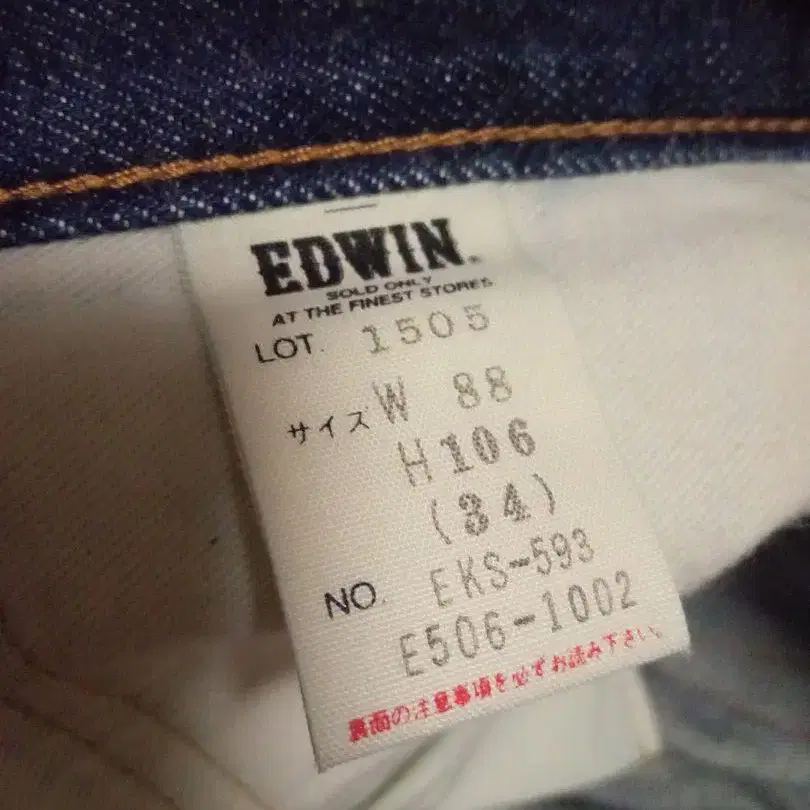 EDWIN.
SOLD ONLY
AT THE FINEST STORES
LOT. 1505
サイズ W 88
H106
(34)
NO. EKS-593
E506-1002
裏面の注意事項を必ずお読み下さい。